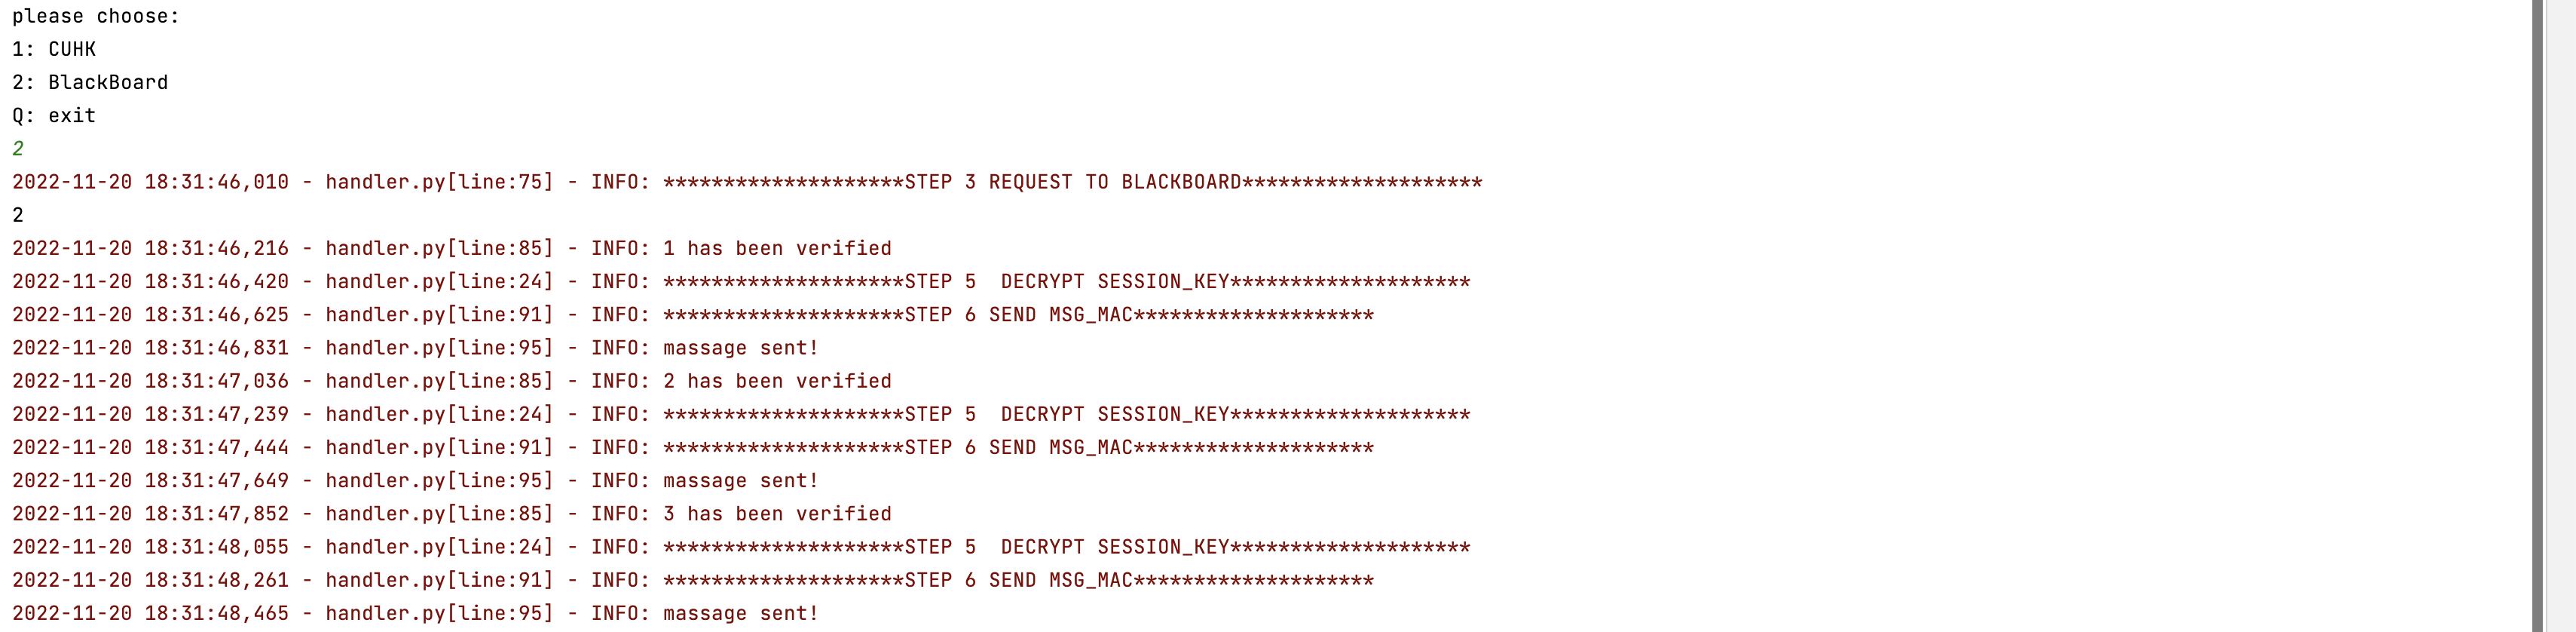 please choose:
1: CUHK
2: BlackBoard
Q: exit
2
2022-11-20 18:31:46,010 - handler.py[line:75] - INFO: ********************STEP 3 REQUEST TO BLACKBOARD********************
2
2022-11-20 18:31:46,216 - handler.py[line:85] - INFO: 1 has been verified
2022-11-20 18:31:46,420 - handler.py[line:24] - INFO: ********************STEP 5  DECRYPT SESSION_KEY********************
2022-11-20 18:31:46,625 - handler.py[line:91] - INFO: ********************STEP 6 SEND MSG_MAC********************
2022-11-20 18:31:46,831 - handler.py[line:95] - INFO: massage sent!
2022-11-20 18:31:47,036 - handler.py[line:85] - INFO: 2 has been verified
2022-11-20 18:31:47,239 - handler.py[line:24] - INFO: ********************STEP 5  DECRYPT SESSION_KEY********************
2022-11-20 18:31:47,444 - handler.py[line:91] - INFO: ********************STEP 6 SEND MSG_MAC********************
2022-11-20 18:31:47,649 - handler.py[line:95] - INFO: massage sent!
2022-11-20 18:31:47,852 - handler.py[line:85] - INFO: 3 has been verified
2022-11-20 18:31:48,055 - handler.py[line:24] - INFO: ********************STEP 5  DECRYPT SESSION_KEY********************
2022-11-20 18:31:48,261 - handler.py[line:91] - INFO: ********************STEP 6 SEND MSG_MAC********************
2022-11-20 18:31:48,465 - handler.py[line:95] - INFO: massage sent!